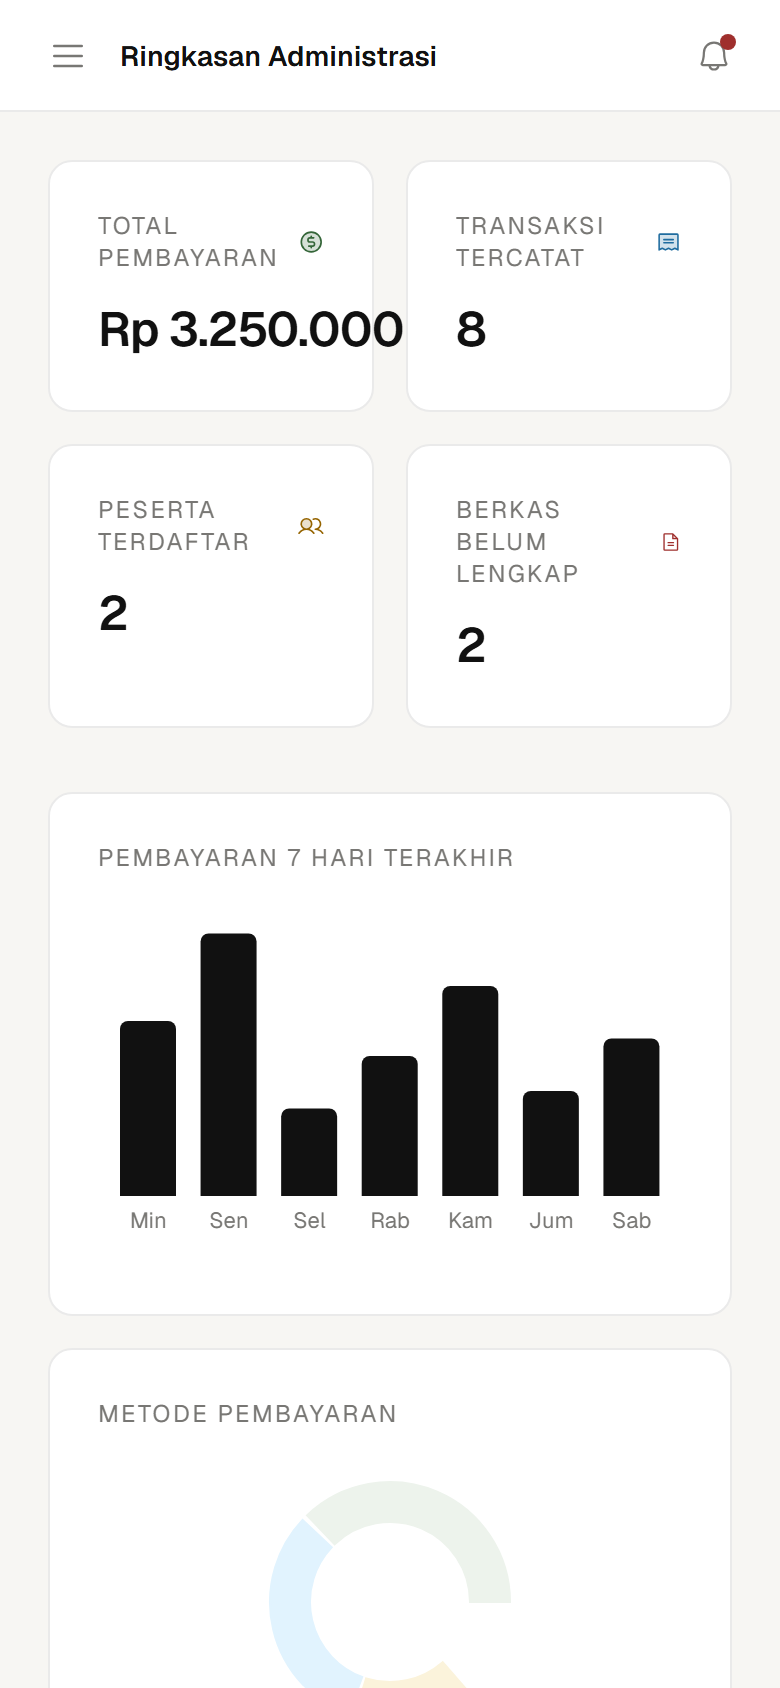 Ringkasan Administrasi
TOTAL
PEMBAYARAN
Rp 3.250.000
TRANSAKSI
TERCATAT
8
PESERTA
TERDAFTAR
2
BERKAS
BELUM
LENGKAP
2
PEMBAYARAN 7 HARI TERAKHIR
Min Sen Sel Rab Kam Jum Sab
METODE PEMBAYARAN